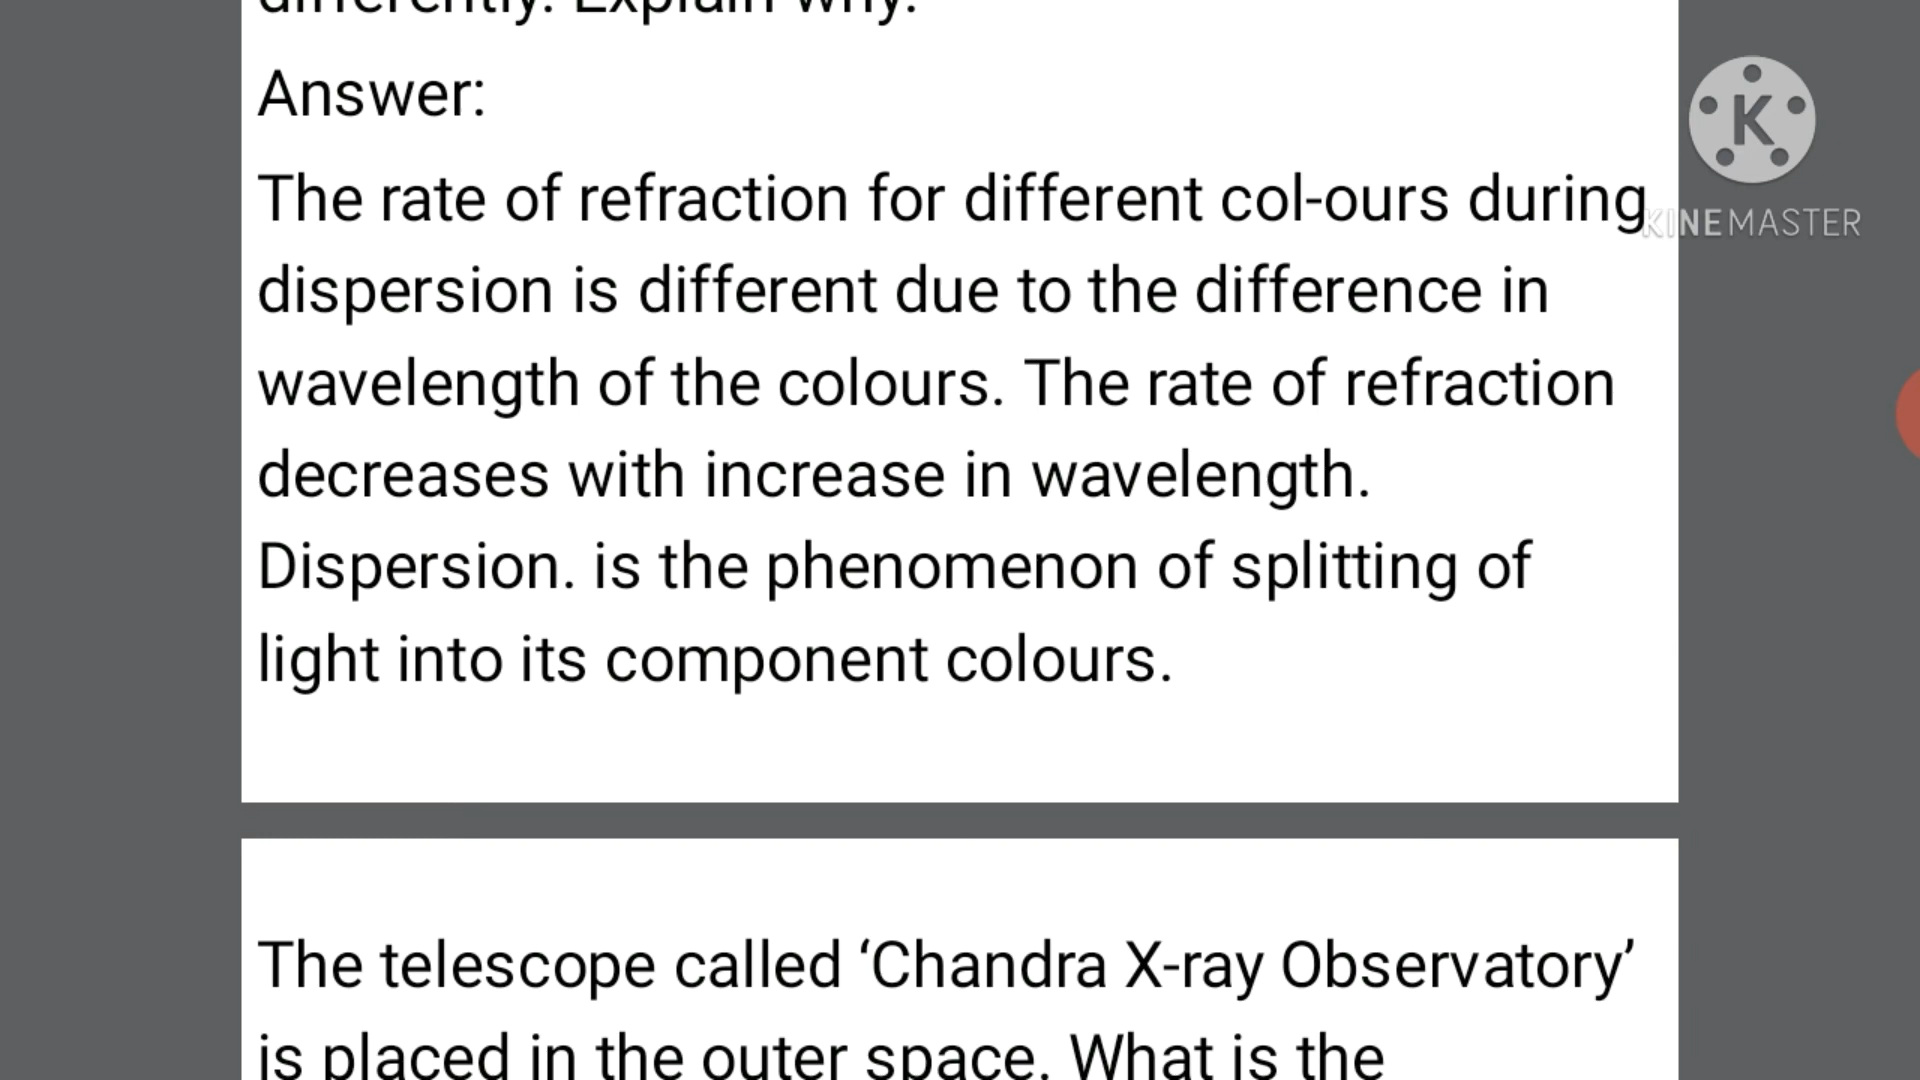 differently. Explain why.
Answer:
The rate of refraction for different col-ours during
dispersion is different due to the difference in
wavelength of the colours. The rate of refraction
decreases with increase in wavelength.
Dispersion. is the phenomenon of splitting of
light into its component colours.
The telescope called ‘Chandra X-ray Observatory’
is placed in the outer space. What is the
K
KINEMASTER